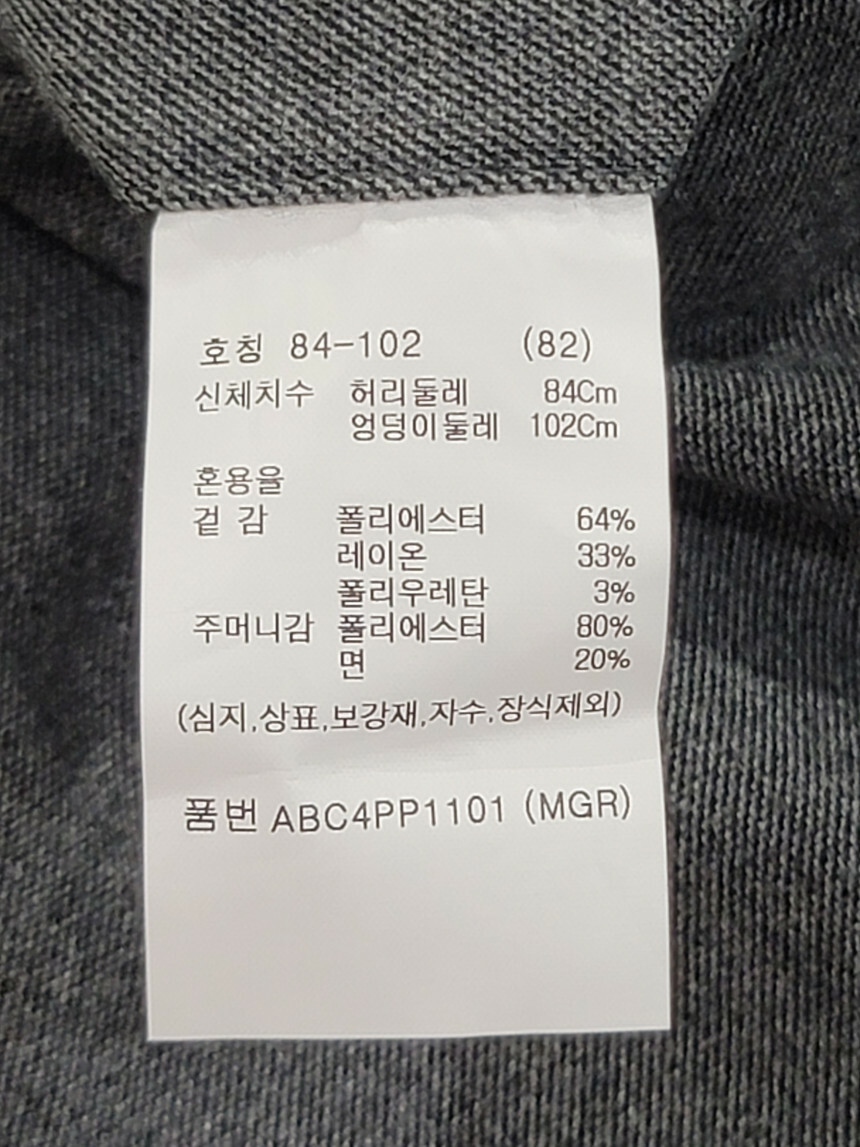 호칭 84-102 (82)
신체치수 허리둘레 84Cm
엉덩이둘레 102Cm
혼용율
겉 감 폴리에스터 64%
레이온 33%
폴리우레탄 3%
주머니감 폴리에스터 80%
면 20%
(심지,상표,보강재,자수,장식제외)
품번 ABC4PP1101 (MGR)